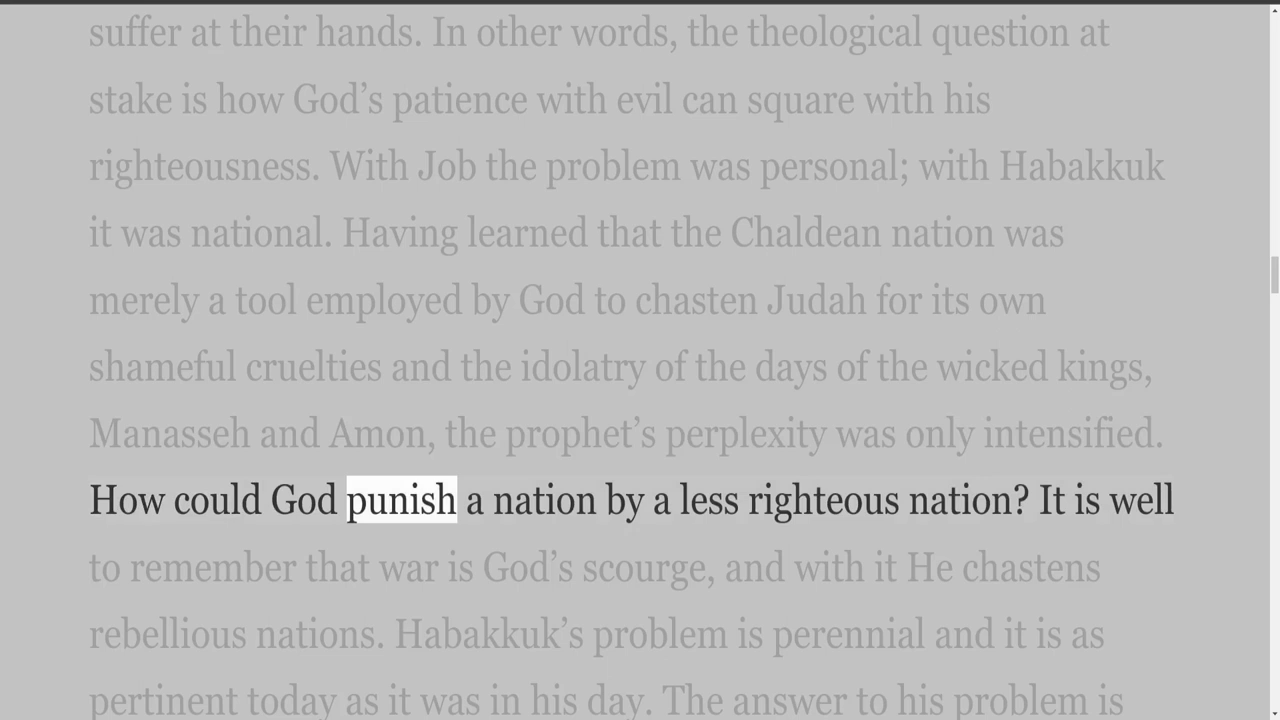 suffer at their hands. In other words, the theological question at
stake is how God’s patience with evil can square with his
righteousness. With Job the problem was personal; with Habakkuk
it was national. Having learned that the Chaldean nation was
merely a tool employed by God to chasten Judah for its own
shameful cruelties and the idolatry of the days of the wicked kings,
Manasseh and Amon, the prophet’s perplexity was only intensified.
How could God punish a nation by a less righteous nation? It is well
to remember that war is God’s scourge, and with it He chastens
rebellious nations. Habakkuk’s problem is perennial and it is as
pertinent today as it was in his day. The answer to his problem is